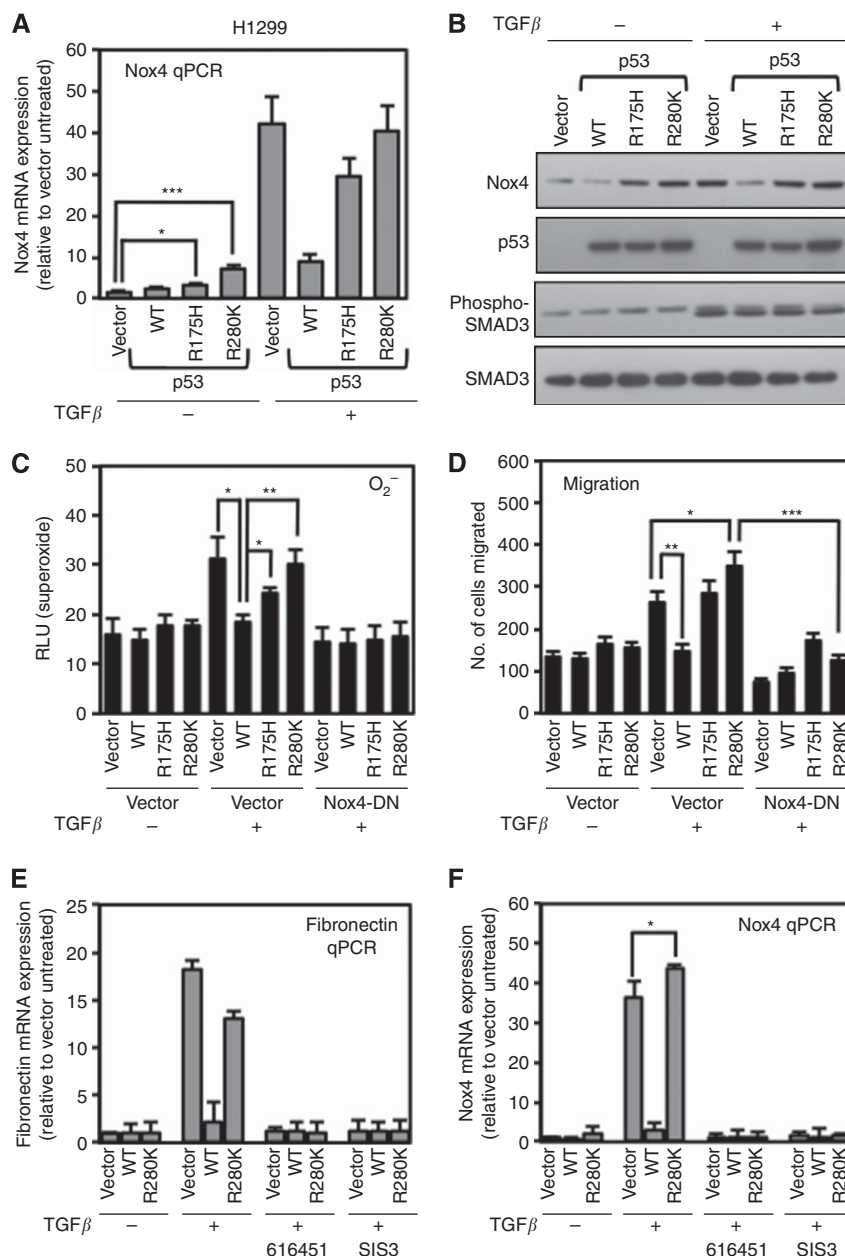 A
H1299
Nox4 qPCR
Nox4 mRNA expression
(relative to vector untreated)
60
50
40
30
20
10
0
***
*
Vector
WT
R175H
R280K
Vector
WT
R175H
R280K
p53
p53
TGFβ – +
B
TGFβ – +
p53 p53
Vector
WT
R175H
R280K
Vector
WT
R175H
R280K
Nox4
p53
Phospho-
SMAD3
SMAD3
C
O2–
RLU (superoxide)
50
40
30
20
10
0
* **
*
Vector
WT
R175H
R280K
Vector
WT
R175H
R280K
Vector
WT
R175H
R280K
Vector Vector Nox4-DN
TGFβ – + +
D
Migration
No. of cells migrated
600
500
400
300
200
100
0
* ***
**
Vector
WT
R175H
R280K
Vector
WT
R175H
R280K
Vector
WT
R175H
R280K
Vector Vector Nox4-DN
TGFβ – + +
E
Fibronectin
qPCR
Fibronectin mRNA expression
(relative to vector untreated)
25
20
15
10
5
0
Vector
WT
R280K
Vector
WT
R280K
Vector
WT
R280K
Vector
WT
R280K
TGFβ – + + +
616451 SIS3
F
Nox4 qPCR
Nox4 mRNA expression
(relative to vector untreated)
60
50
40
30
20
10
0
*
Vector
WT
R280K
Vector
WT
R280K
Vector
WT
R280K
Vector
WT
R280K
TGFβ – + + +
616451 SIS3